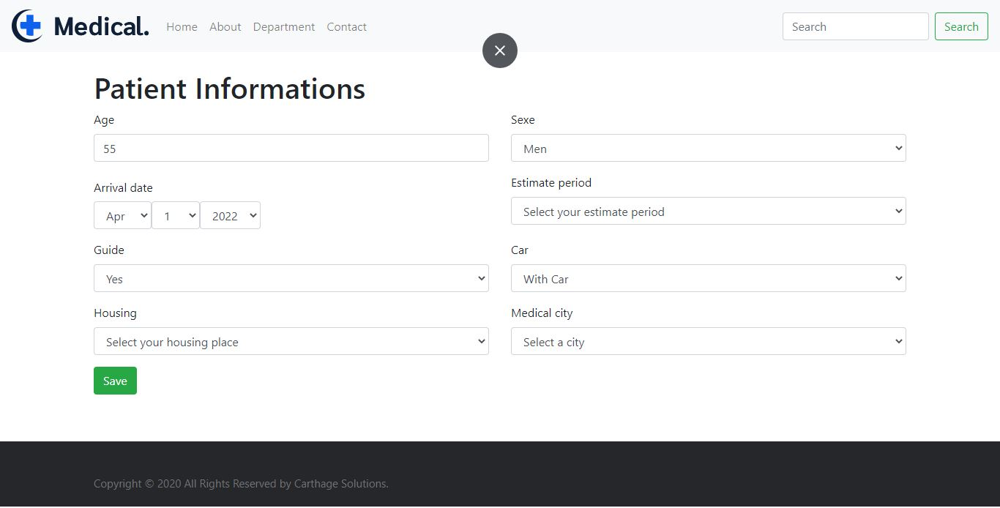 Medical. Home About Department Contact Search Search
Patient Informations
Age Sexe
55 Men
Arrival date Estimate period
Apr 1 2022 Select your estimate period
Guide Car
Yes With Car
Housing Medical city
Select your housing place Select a city
Save
Copyright © 2020 All Rights Reserved by Carthage Solutions.